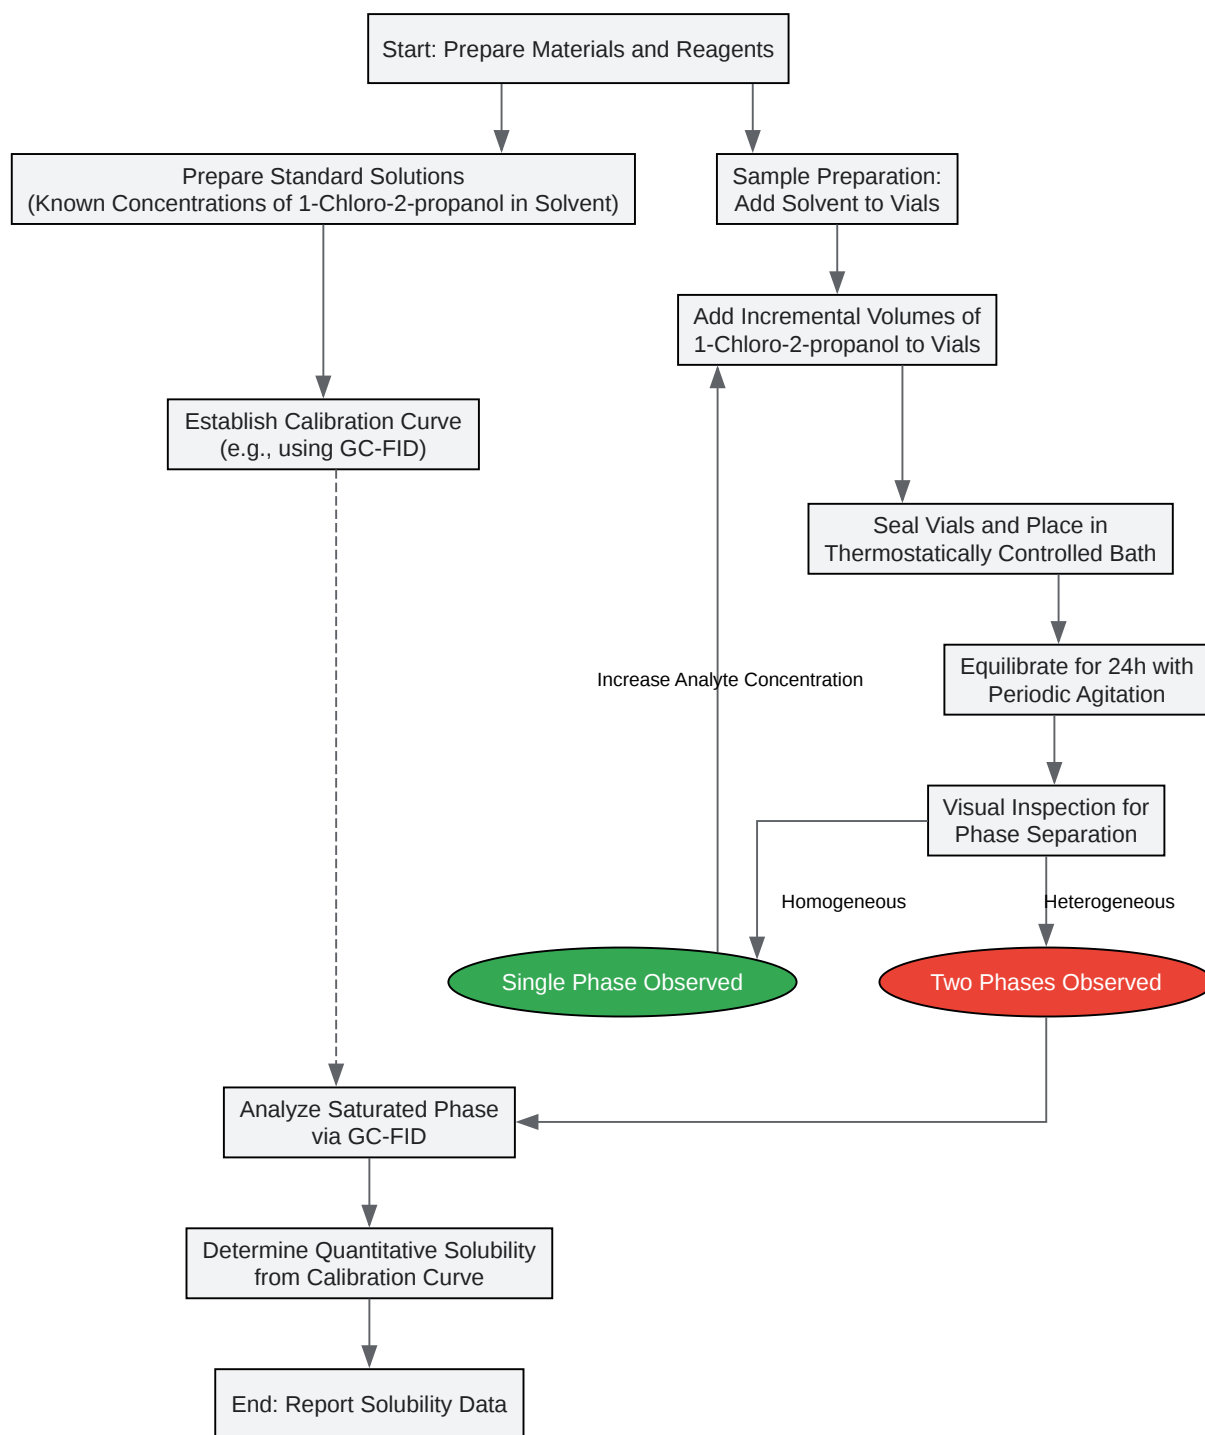 Start: Prepare Materials and Reagents
Prepare Standard Solutions
(Known Concentrations of 1-Chloro-2-propanol in Solvent)
Sample Preparation:
Add Solvent to Vials
Add Incremental Volumes of
1-Chloro-2-propanol to Vials
Establish Calibration Curve
(e.g., using GC-FID)
Seal Vials and Place in
Thermostatically Controlled Bath
Equilibrate for 24h with
Periodic Agitation
Increase Analyte Concentration
Visual Inspection for
Phase Separation
Homogeneous
Heterogeneous
Single Phase Observed
Two Phases Observed
Analyze Saturated Phase
via GC-FID
Determine Quantitative Solubility
from Calibration Curve
End: Report Solubility Data